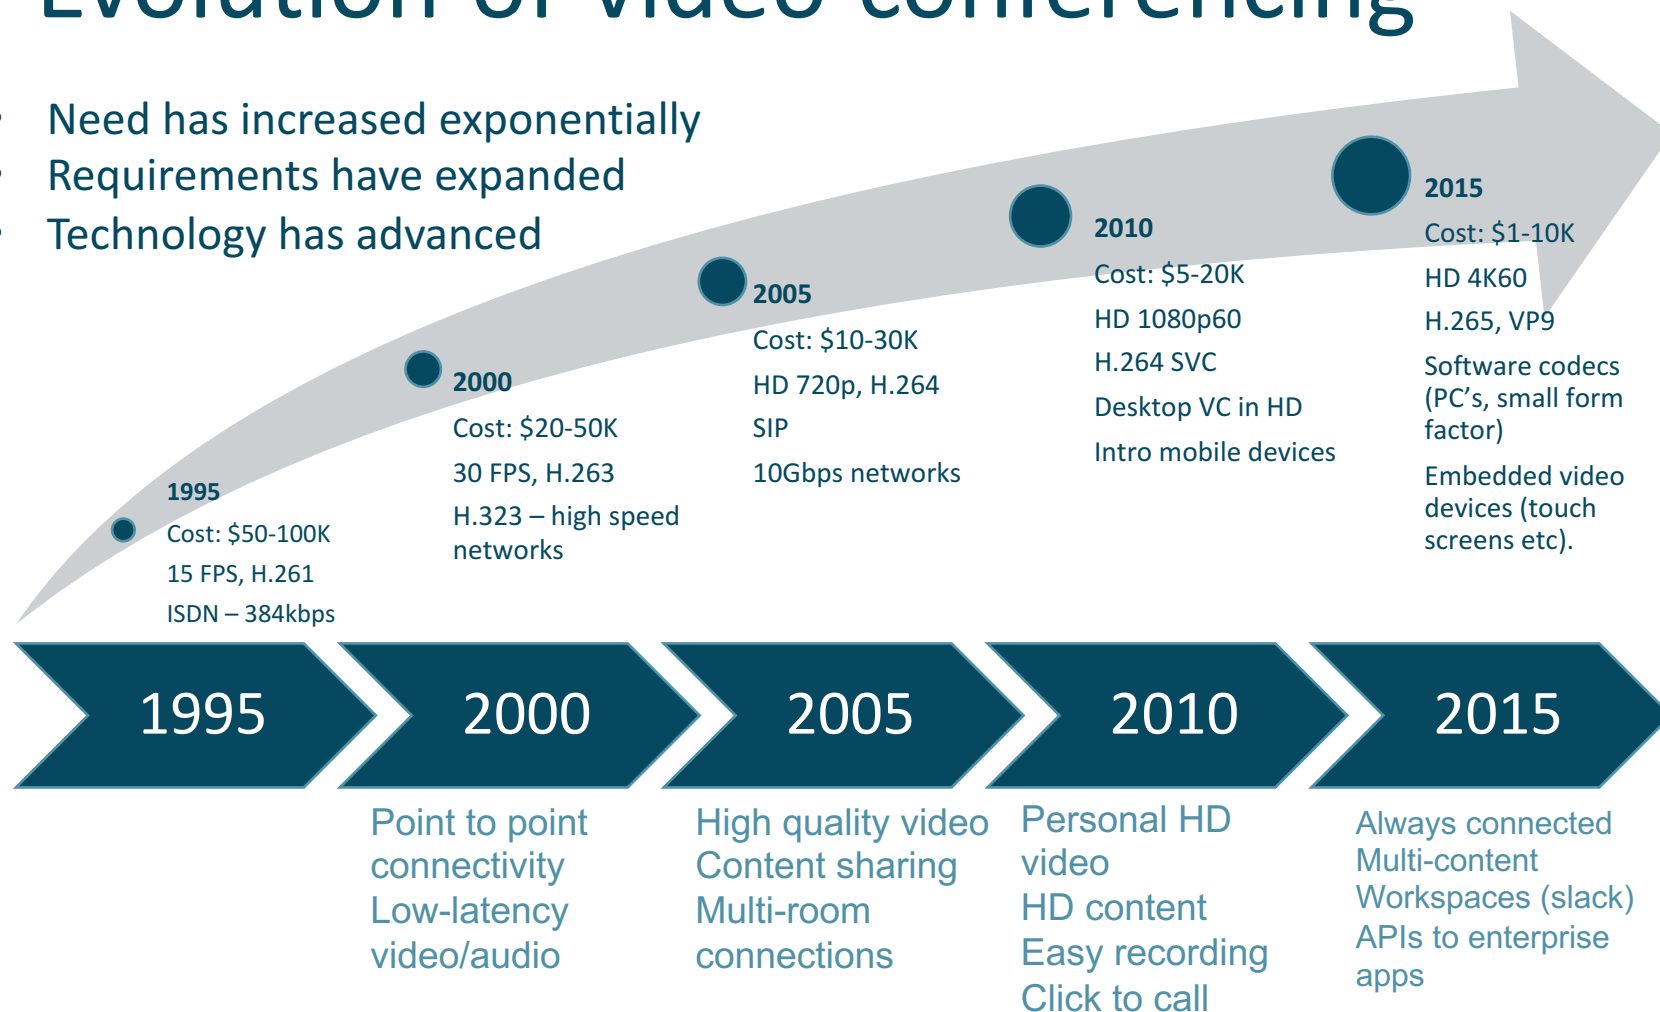 Evolution of video conferencing
• Need has increased exponentially
• Requirements have expanded
• Technology has advanced
1995
Cost: $50-100K
15 FPS, H.261
ISDN – 384kbps
2000
Cost: $20-50K
30 FPS, H.263
H.323 – high speed
networks
2005
Cost: $10-30K
HD 720p, H.264
SIP
10Gbps networks
2010
Cost: $5-20K
HD 1080p60
H.264 SVC
Desktop VC in HD
Intro mobile devices
2015
Cost: $1-10K
HD 4K60
H.265, VP9
Software codecs
(PC's, small form
factor)
Embedded video
devices (touch
screens etc).
1995
2000
2005
2010
2015
Point to point
connectivity
Low-latency
video/audio
High quality video
Content sharing
Multi-room
connections
Personal HD
video
HD content
Easy recording
Click to call
Always connected
Multi-content
Workspaces (slack)
APIs to enterprise
apps